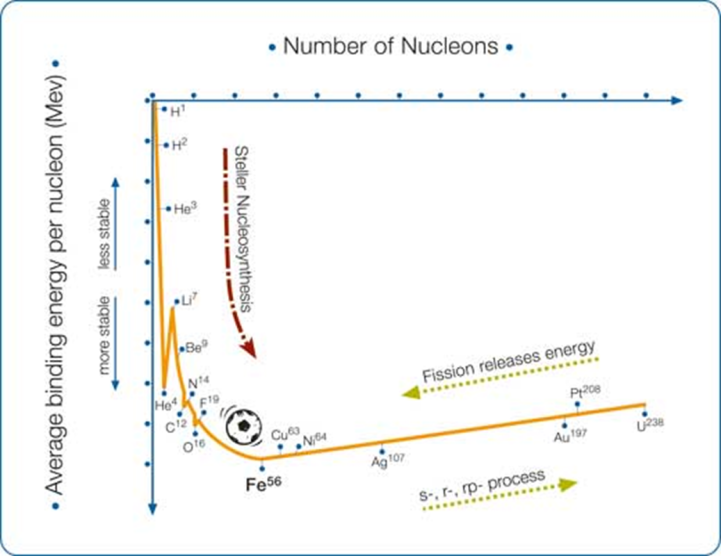 • Number of Nucleons •
• Average binding energy per nucleon (Mev) •
less stable
more stable
H¹
H²
He³
Steller Nucleosynthesis
Li⁷
Be⁹
N¹⁴
He⁴
F¹⁹
C¹²
O¹⁶
Cu⁶³
Ni⁶⁴
Fe⁵⁶
Ag¹⁰⁷
Fission releases energy
Pt²⁰⁸
Au¹⁹⁷
U²³⁸
s-, r-, rp- process